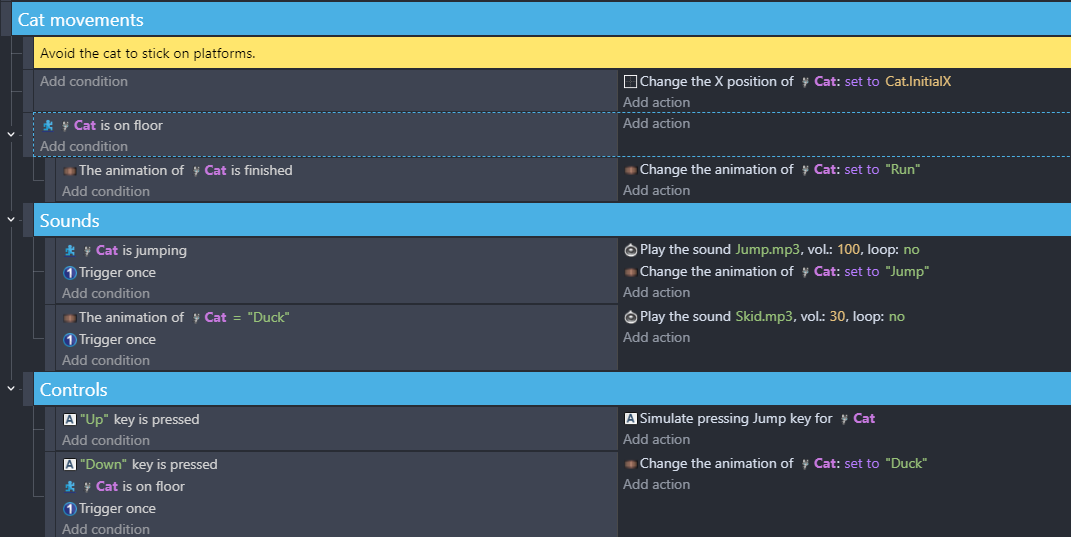 Cat movements
Avoid the cat to stick on platforms.
Add condition
Change the X position of Cat: set to Cat.InitialX
Add action
Cat is on floor
Add condition
Add action
The animation of Cat is finished
Add condition
Change the animation of Cat: set to "Run"
Add action
Sounds
Cat is jumping
1 Trigger once
Add condition
Play the sound Jump.mp3, vol.: 100, loop: no
Change the animation of Cat: set to "Jump"
Add action
The animation of Cat = "Duck"
1 Trigger once
Add condition
Play the sound Skid.mp3, vol.: 30, loop: no
Add action
Controls
A "Up" key is pressed
Add condition
A Simulate pressing Jump key for Cat
Add action
A "Down" key is pressed
Cat is on floor
1 Trigger once
Add condition
Change the animation of Cat: set to "Duck"
Add action